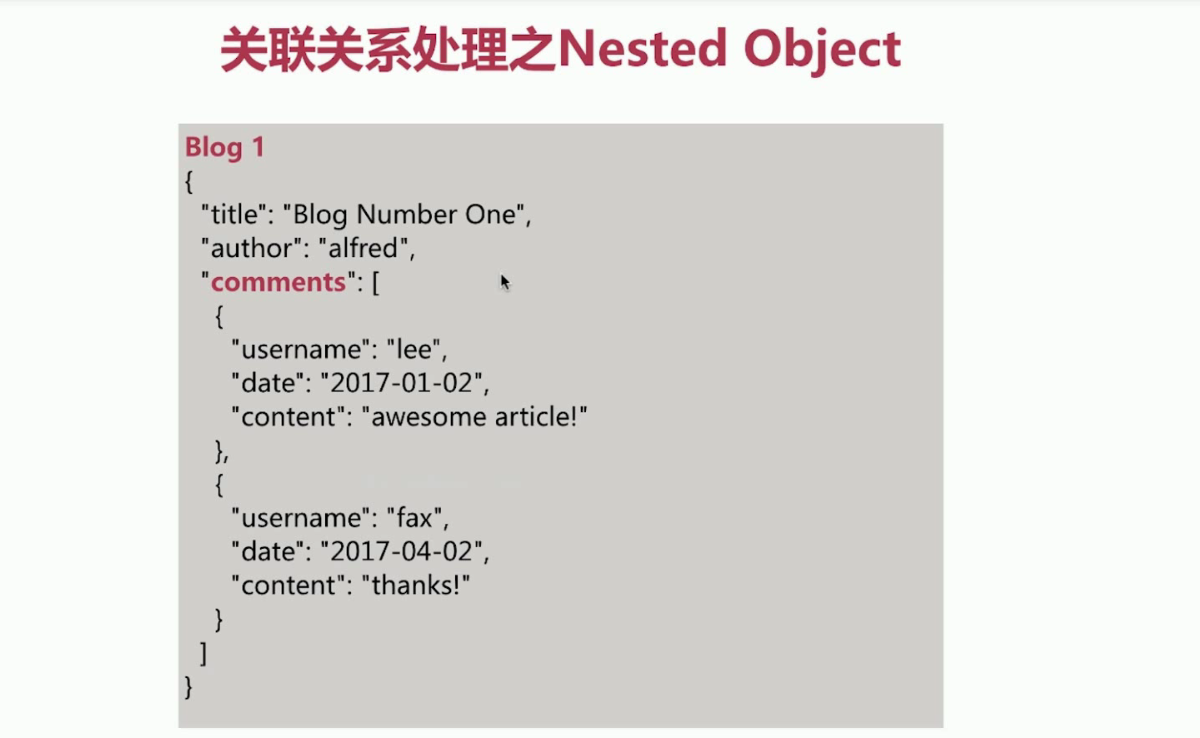 关联关系处理之Nested Object
Blog 1
{
"title": "Blog Number One",
"author": "alfred",
"comments": [
{
"username": "lee",
"date": "2017-01-02",
"content": "awesome article!"
},
{
"username": "fax",
"date": "2017-04-02",
"content": "thanks!"
}
]
}